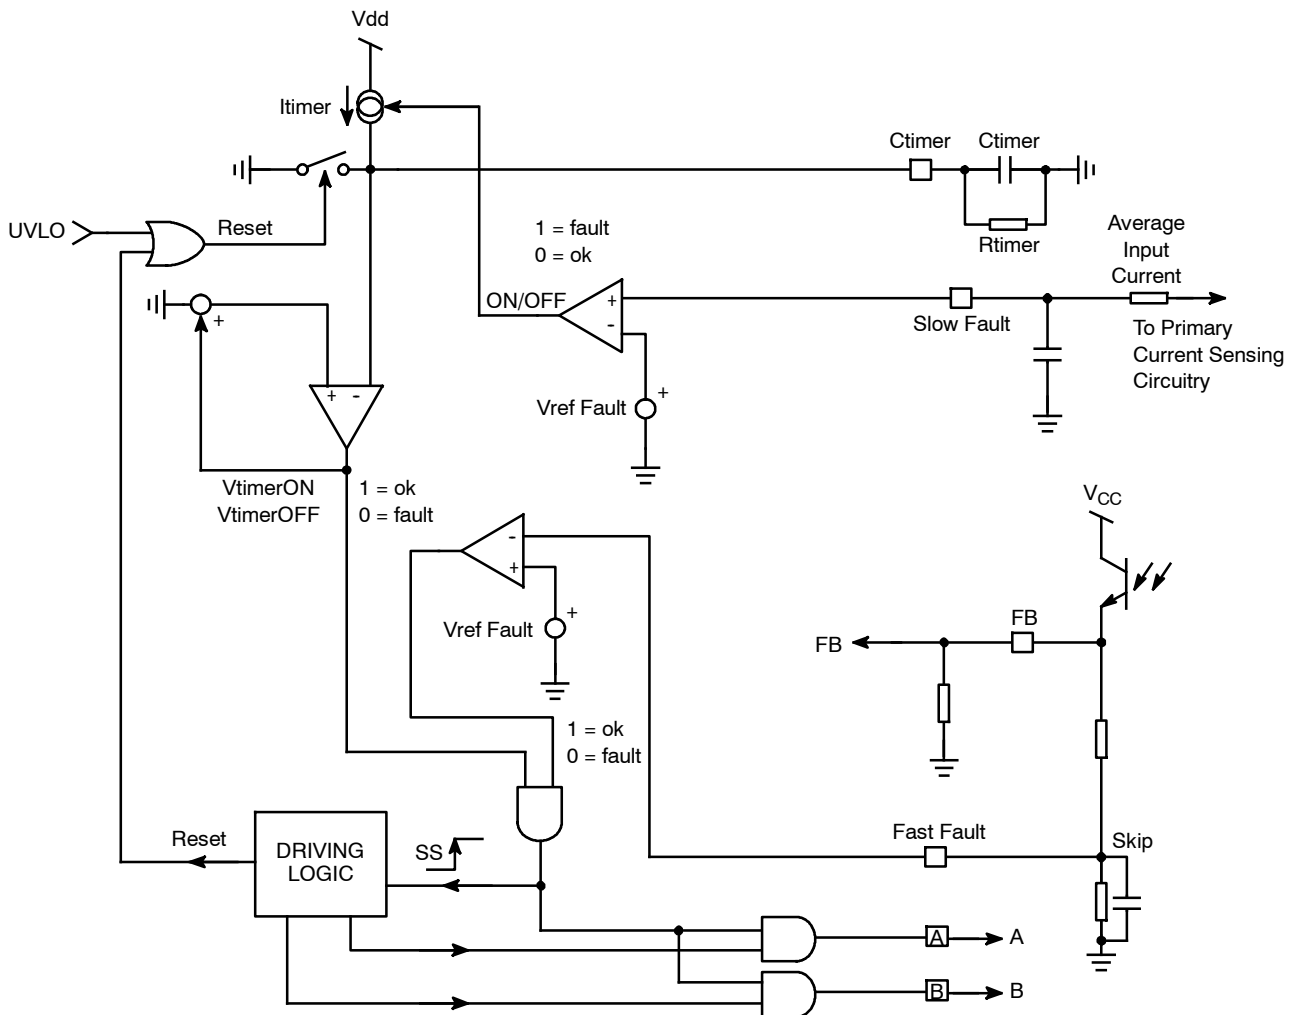 Vdd
Itimer
Ctimer
Ctimer
Rtimer
UVLO
Reset
1 = fault
0 = ok
Average
Input
Current
ON/OFF
+
-
Slow Fault
To Primary
Current Sensing
Circuitry
+
+ -
Vref Fault
+
VtimerON
VtimerOFF
1 = ok
0 = fault
VCC
-
+
Vref Fault
+
FB
FB
1 = ok
0 = fault
Reset
DRIVING
LOGIC
SS
Fast Fault
Skip
A
A
B
B